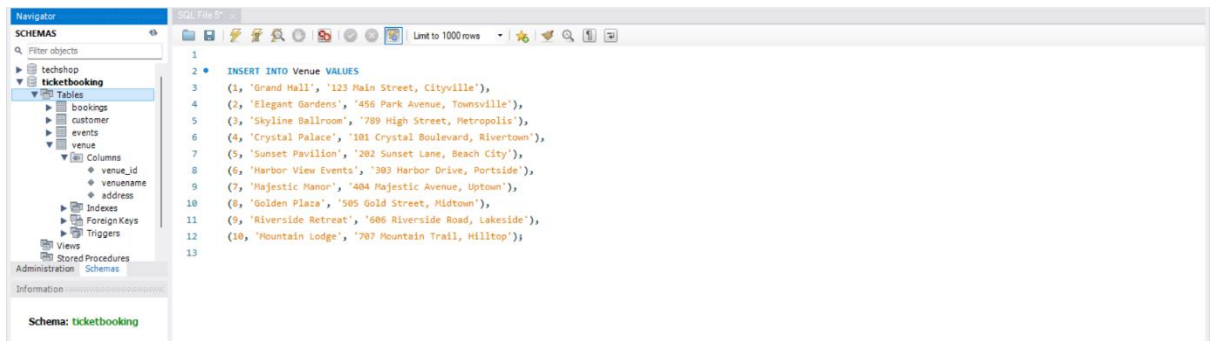 Navigator
SCHEMAS
Filter objects
techshop
ticketbooking
Tables
bookings
customer
events
venue
Columns
venue_id
venuename
address
Indexes
Foreign Keys
Triggers
Views
Stored Procedures
Administration Schemas
Information
Schema: ticketbooking
SQL File 5*
Limit to 1000 rows
1
2 INSERT INTO Venue VALUES
3 (1, 'Grand Hall', '123 Main Street, Cityville'),
4 (2, 'Elegant Gardens', '456 Park Avenue, Townsville'),
5 (3, 'Skyline Ballroom', '789 High Street, Metropolis'),
6 (4, 'Crystal Palace', '101 Crystal Boulevard, Rivertown'),
7 (5, 'Sunset Pavilion', '202 Sunset Lane, Beach City'),
8 (6, 'Harbor View Events', '303 Harbor Drive, Portside'),
9 (7, 'Majestic Manor', '404 Majestic Avenue, Uptown'),
10 (8, 'Golden Plaza', '505 Gold Street, Midtown'),
11 (9, 'Riverside Retreat', '606 Riverside Road, Lakeside'),
12 (10, 'Mountain Lodge', '707 Mountain Trail, Hilltop');
13